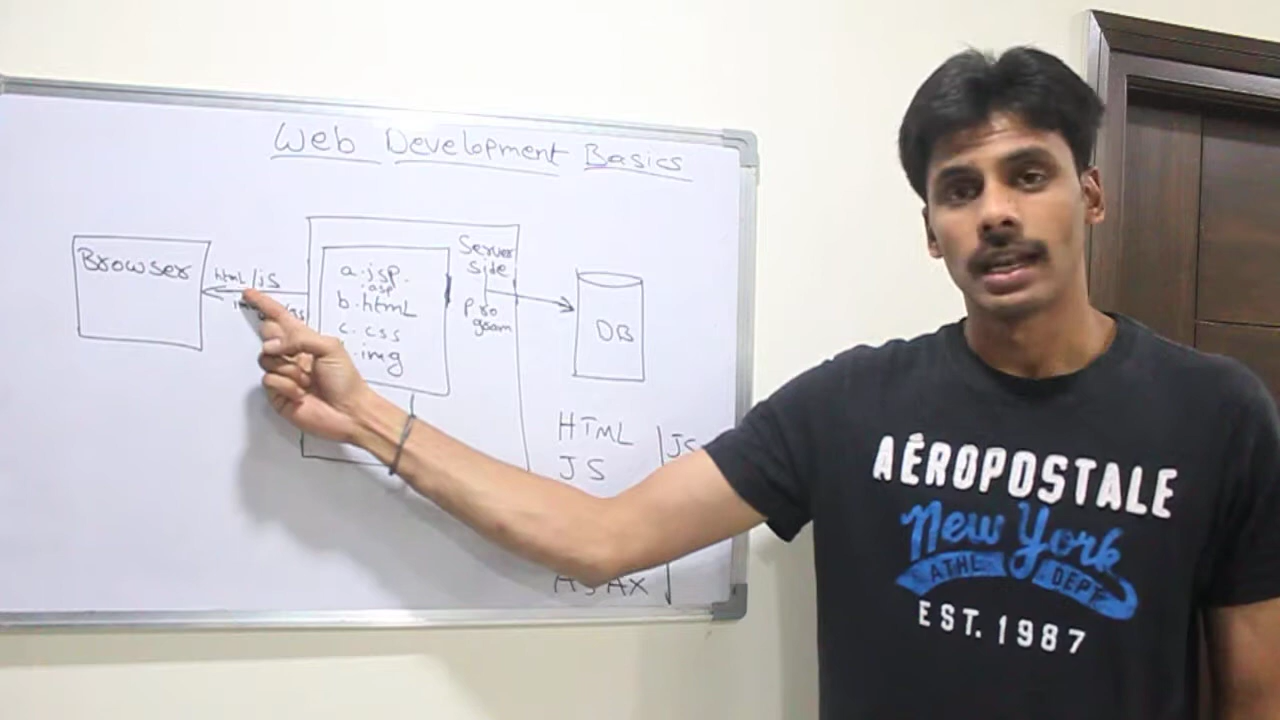 Web Development Basics
Browser
html/js
a.jsp.
.asp
b.html
c.css
.img
Server
side
pro
gram
DB
HTML
JS
JS
AJAX
AÉROPOSTALE
New York
ATHL DEPT
EST. 1987